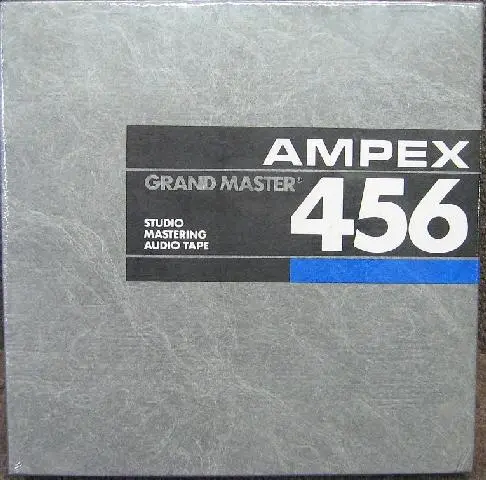 AMPEX
GRAND MASTER® 456
STUDIO
MASTERING
AUDIO TAPE